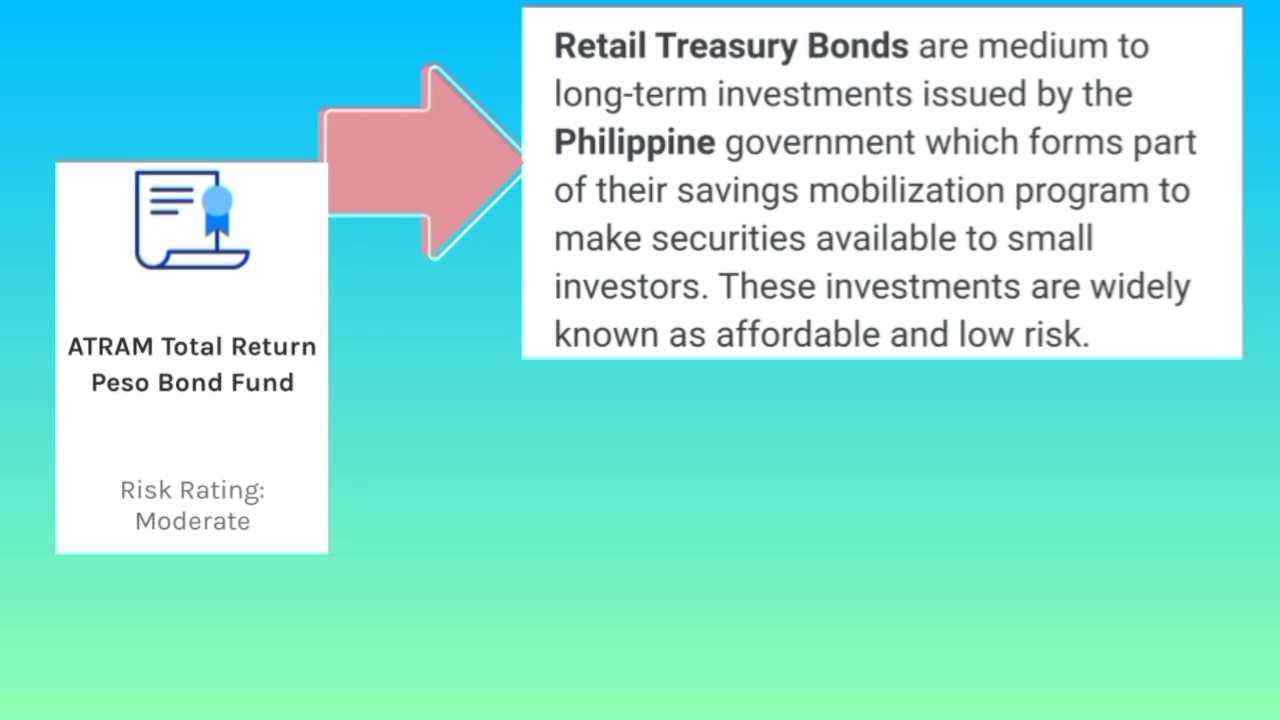 Retail Treasury Bonds are medium to
long-term investments issued by the
Philippine government which forms part
of their savings mobilization program to
make securities available to small
investors. These investments are widely
known as affordable and low risk.
ATRAM Total Return
Peso Bond Fund
Risk Rating:
Moderate